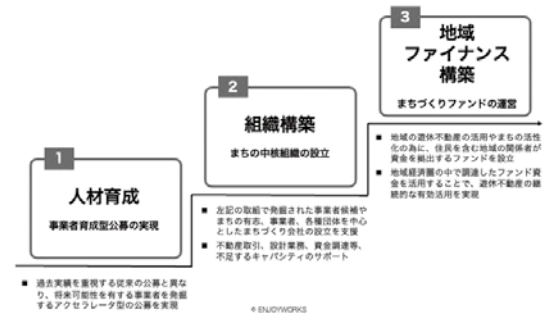 1
人材育成
事業者育成型公募の実現
■ 過去実績を重視する従来の公募と異な
り、将来可能性を有する事業者を発掘
するアクセラレータ型の公募を実現
2
組織構築
まちの中核組織の設立
■ 左記の取組で発掘された事業者候補や
まちの有志、事業者、各種団体を中心
としたまちづくり会社の設立を支援
■ 不動産取引、設計業務、資金調達等、
不足するキャパシティのサポート
3
地域
ファイナンス
構築
まちづくりファンドの運営
■ 地域の遊休不動産の活用やまちの活性
化の為に、住民を含む地域の関係者が
資金を拠出するファンドを設立
■ 地域経済圏の中で調達したファンド資
金を活用することで、遊休不動産の継
続的な有効活用を実現
© ENJOYWORKS